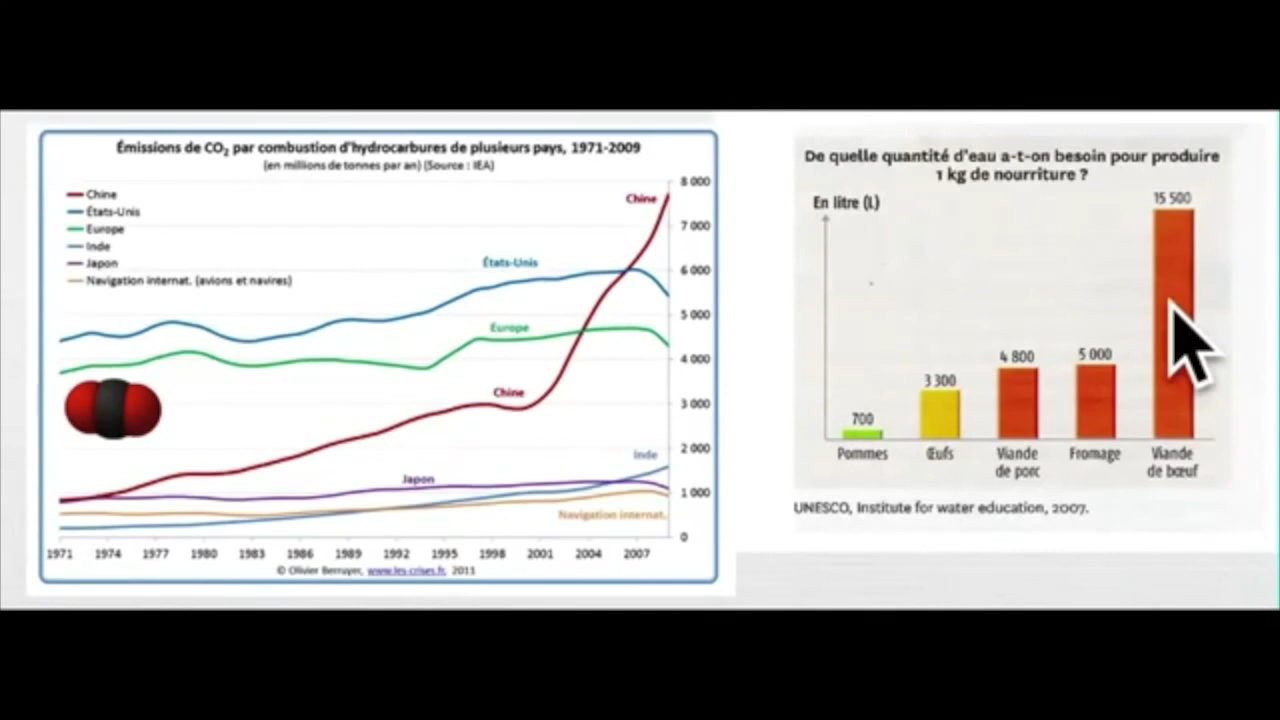 Émissions de CO₂ par combustion d'hydrocarbures de plusieurs pays, 1971-2009
(en millions de tonnes par an) (Source : IEA)
Chine
États-Unis
Europe
Inde
Japon
Navigation internat. (avions et navires)
8 000
7 000
6 000
5 000
4 000
3 000
2 000
1 000
0
Chine
États-Unis
Europe
Chine
Inde
Japon
Navigation internat.
1971 1974 1977 1980 1983 1986 1989 1992 1995 1998 2001 2004 2007
© Olivier Berruyer, www.les-crises.fr, 2011
De quelle quantité d'eau a-t-on besoin pour produire
1 kg de nourriture ?
En litre (L)
700
3 300
4 800
5 000
15 500
Pommes
Œufs
Viande
de porc
Fromage
Viande
de bœuf
UNESCO, Institute for water education, 2007.